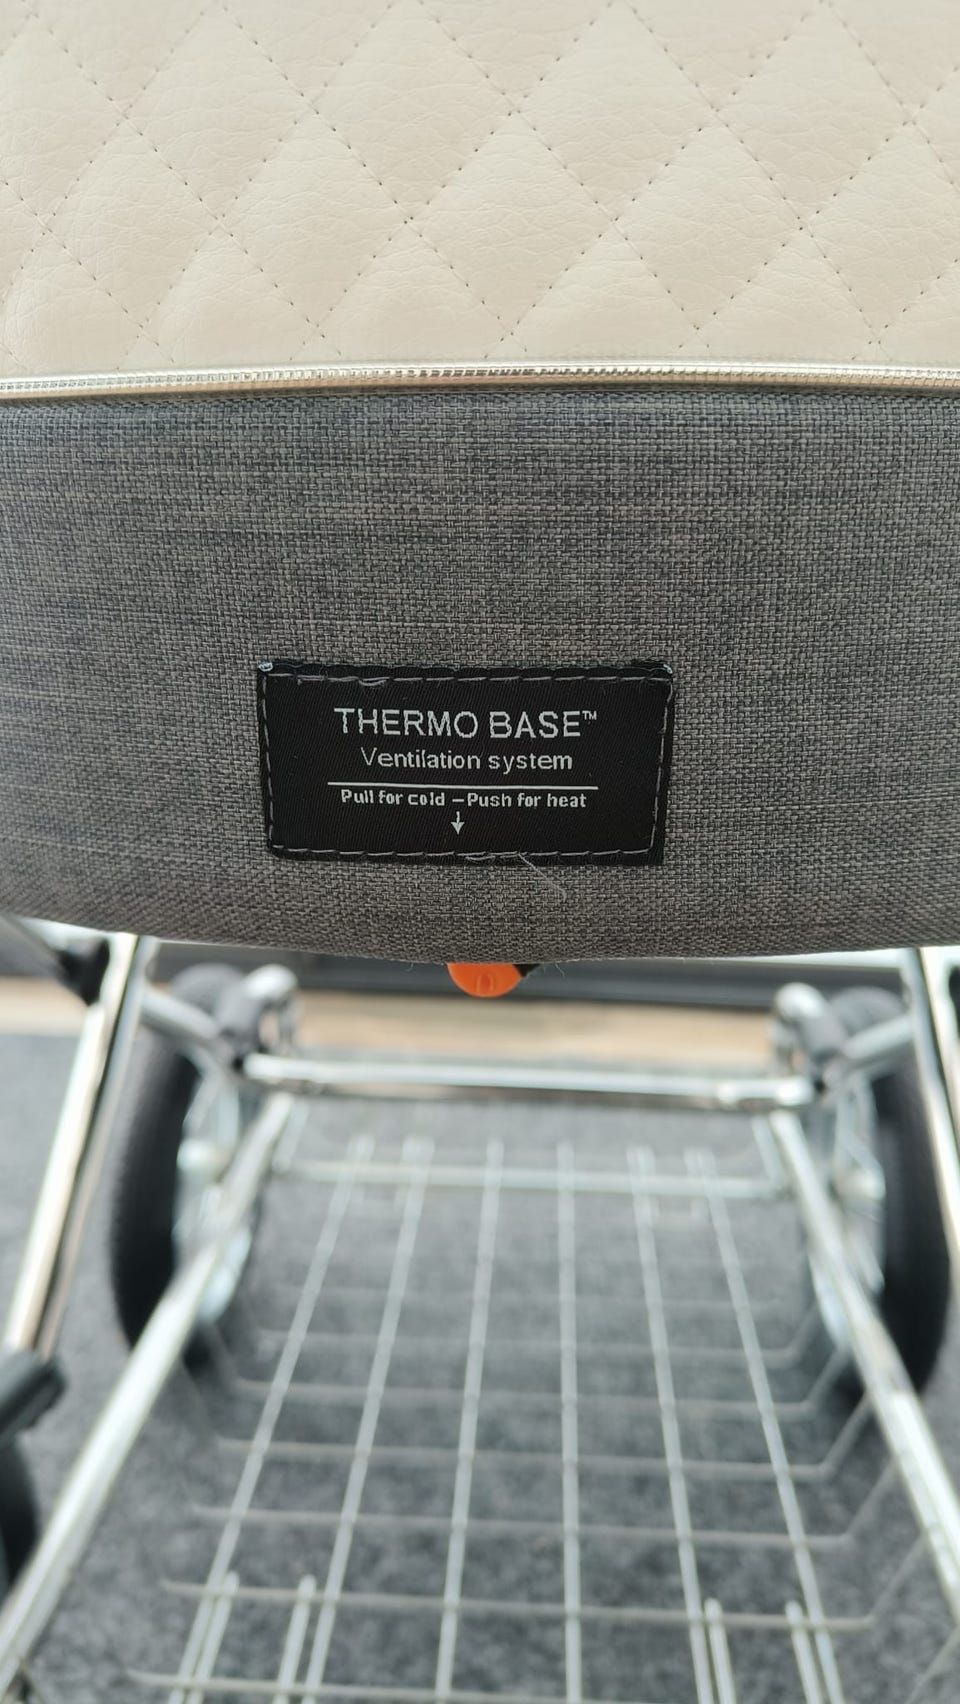 THERMO BASE™
Ventilation system
Pull for cold – Push for heat